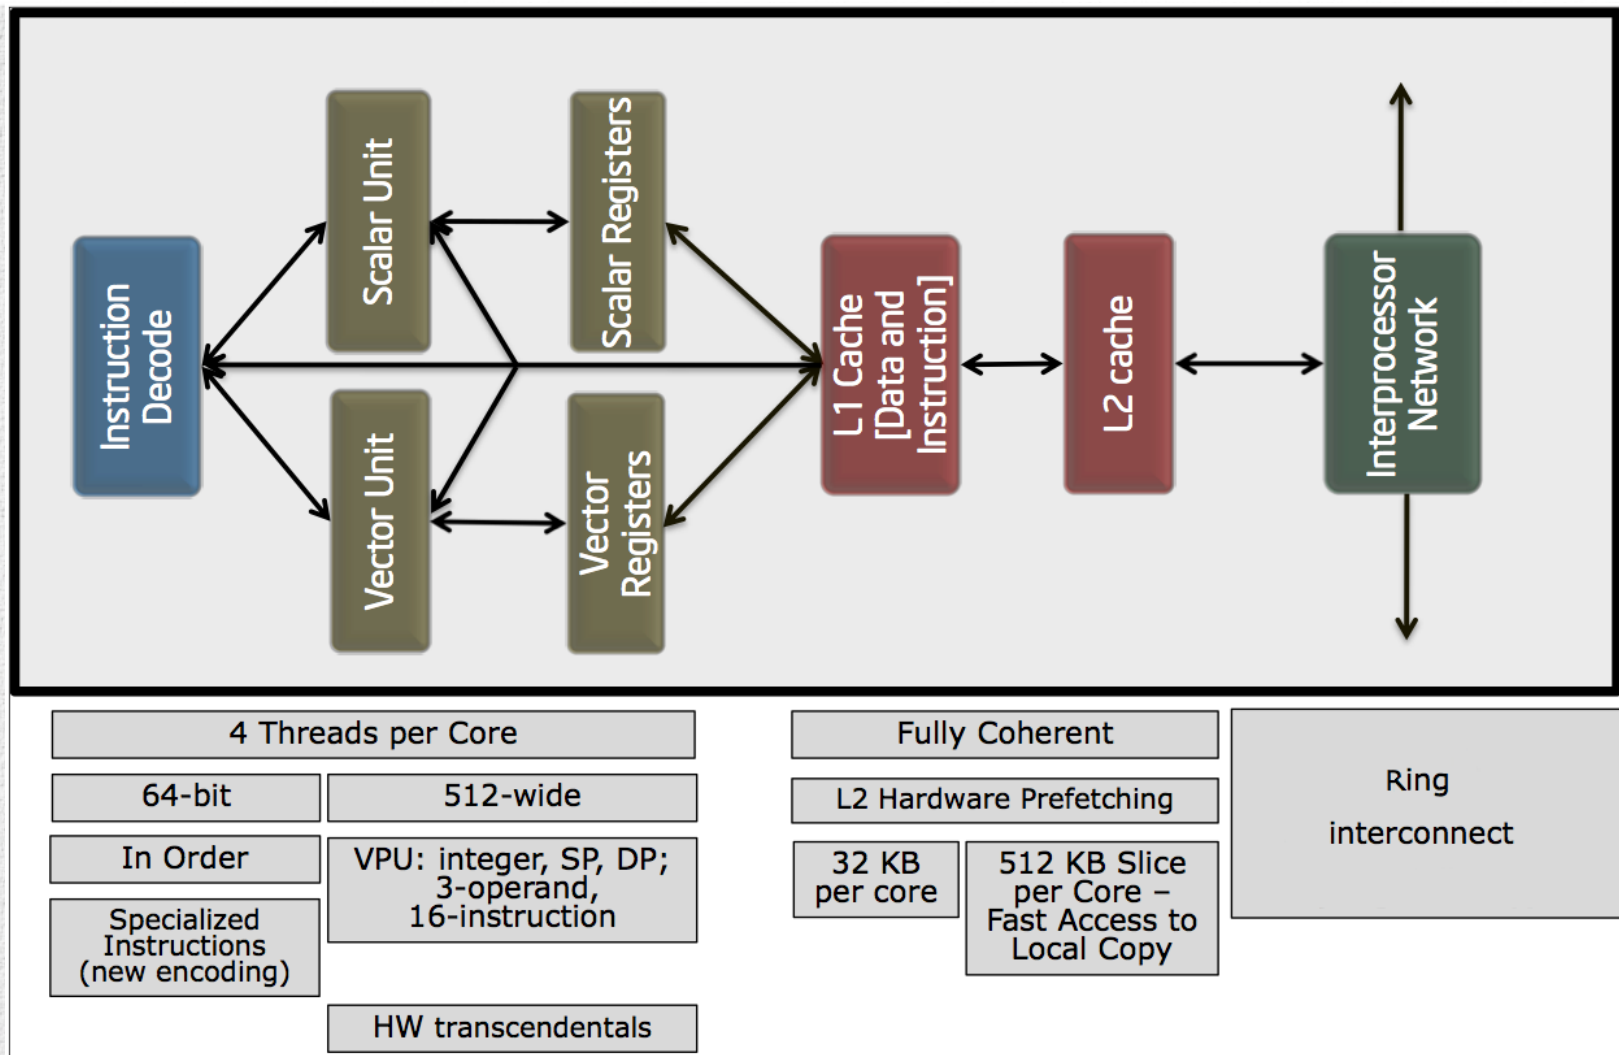 Instruction
Decode
Scalar Unit
Vector Unit
Scalar Registers
Vector
Registers
L1 Cache
[Data and
Instruction]
L2 cache
Interprocessor
Network
4 Threads per Core
64-bit
512-wide
In Order
VPU: integer, SP, DP;
3-operand,
16-instruction
Specialized
Instructions
(new encoding)
HW transcendentals
Fully Coherent
L2 Hardware Prefetching
32 KB
per core
512 KB Slice
per Core –
Fast Access to
Local Copy
Ring
interconnect